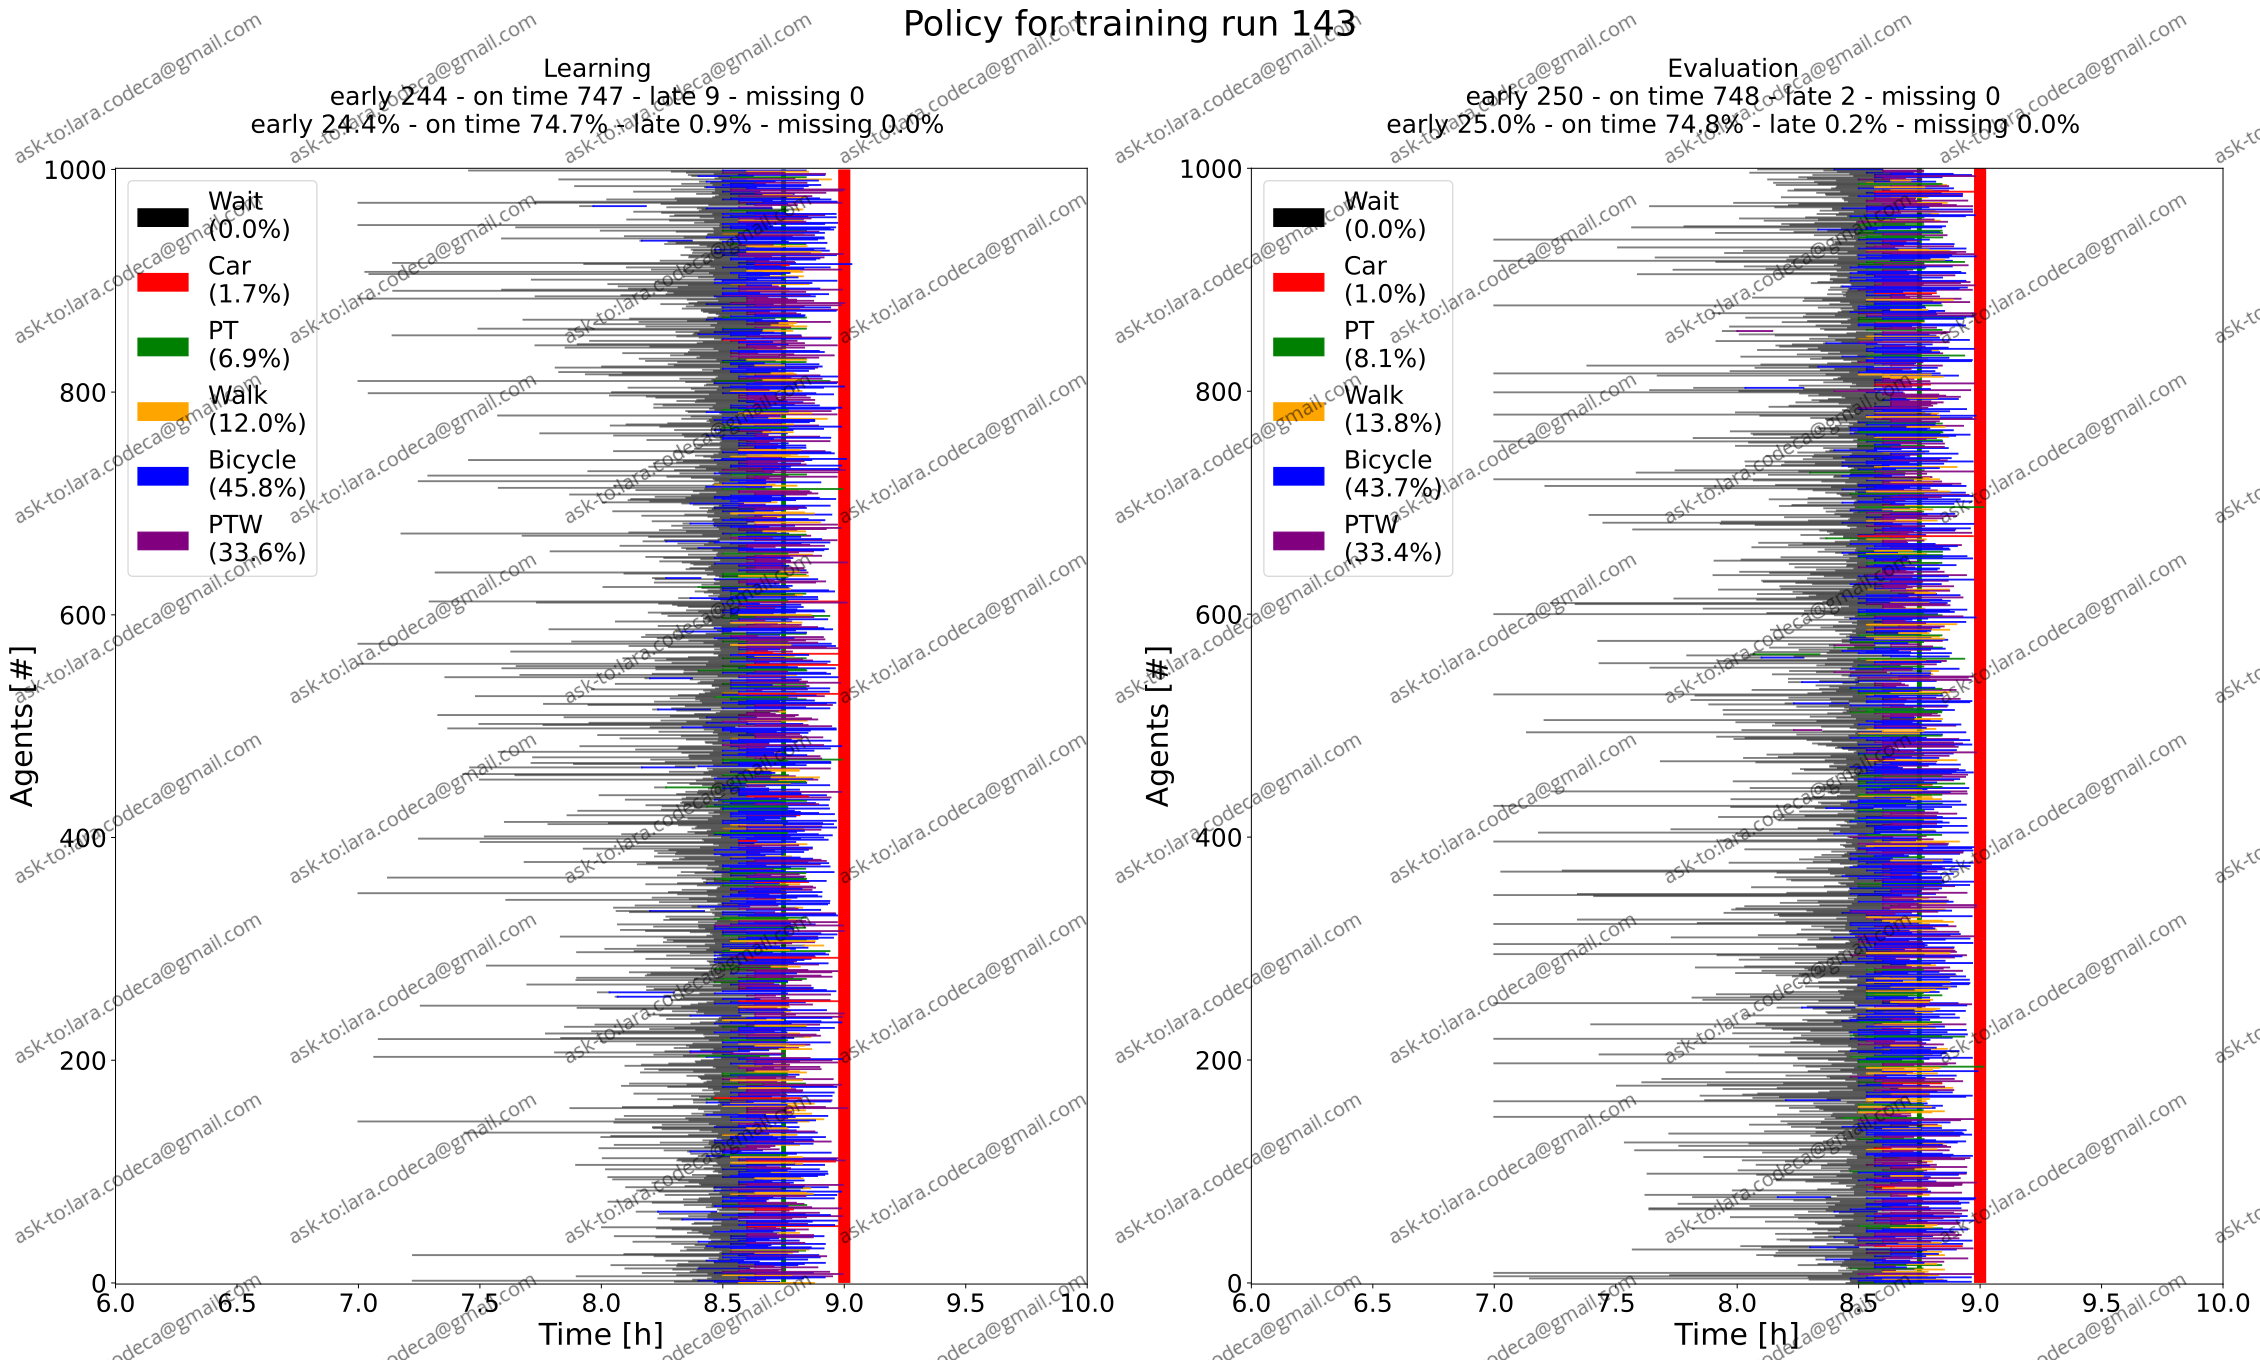 Policy for training run 143
Learning
early 244 - on time 747 - late 9 - missing 0
early 24.4% - on time 74.7% - late 0.9% - missing 0.0%
1000
800
600
400
200
0
Agents [#]
Wait
(0.0%)
Car
(1.7%)
PT
(6.9%)
Walk
(12.0%)
Bicycle
(45.8%)
PTW
(33.6%)
6.0 6.5 7.0 7.5 8.0 8.5 9.0 9.5 10.0
Time [h]
Evaluation
early 250 - on time 748 - late 2 - missing 0
early 25.0% - on time 74.8% - late 0.2% - missing 0.0%
1000
800
600
400
200
0
Agents [#]
Wait
(0.0%)
Car
(1.0%)
PT
(8.1%)
Walk
(13.8%)
Bicycle
(43.7%)
PTW
(33.4%)
6.0 6.5 7.0 7.5 8.0 8.5 9.0 9.5 10.0
Time [h]
ask-to:lara.codeca@gmail.com